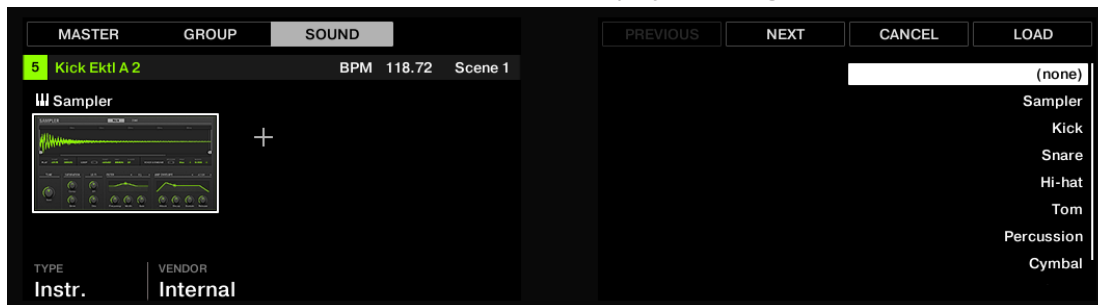 MASTER GROUP SOUND
PREVIOUS NEXT CANCEL LOAD
5 Kick Ektl A 2 BPM 118.72 Scene 1
Sampler
(none)
Sampler
Kick
Snare
Hi-hat
Tom
Percussion
Cymbal
TYPE VENDOR
Instr. Internal